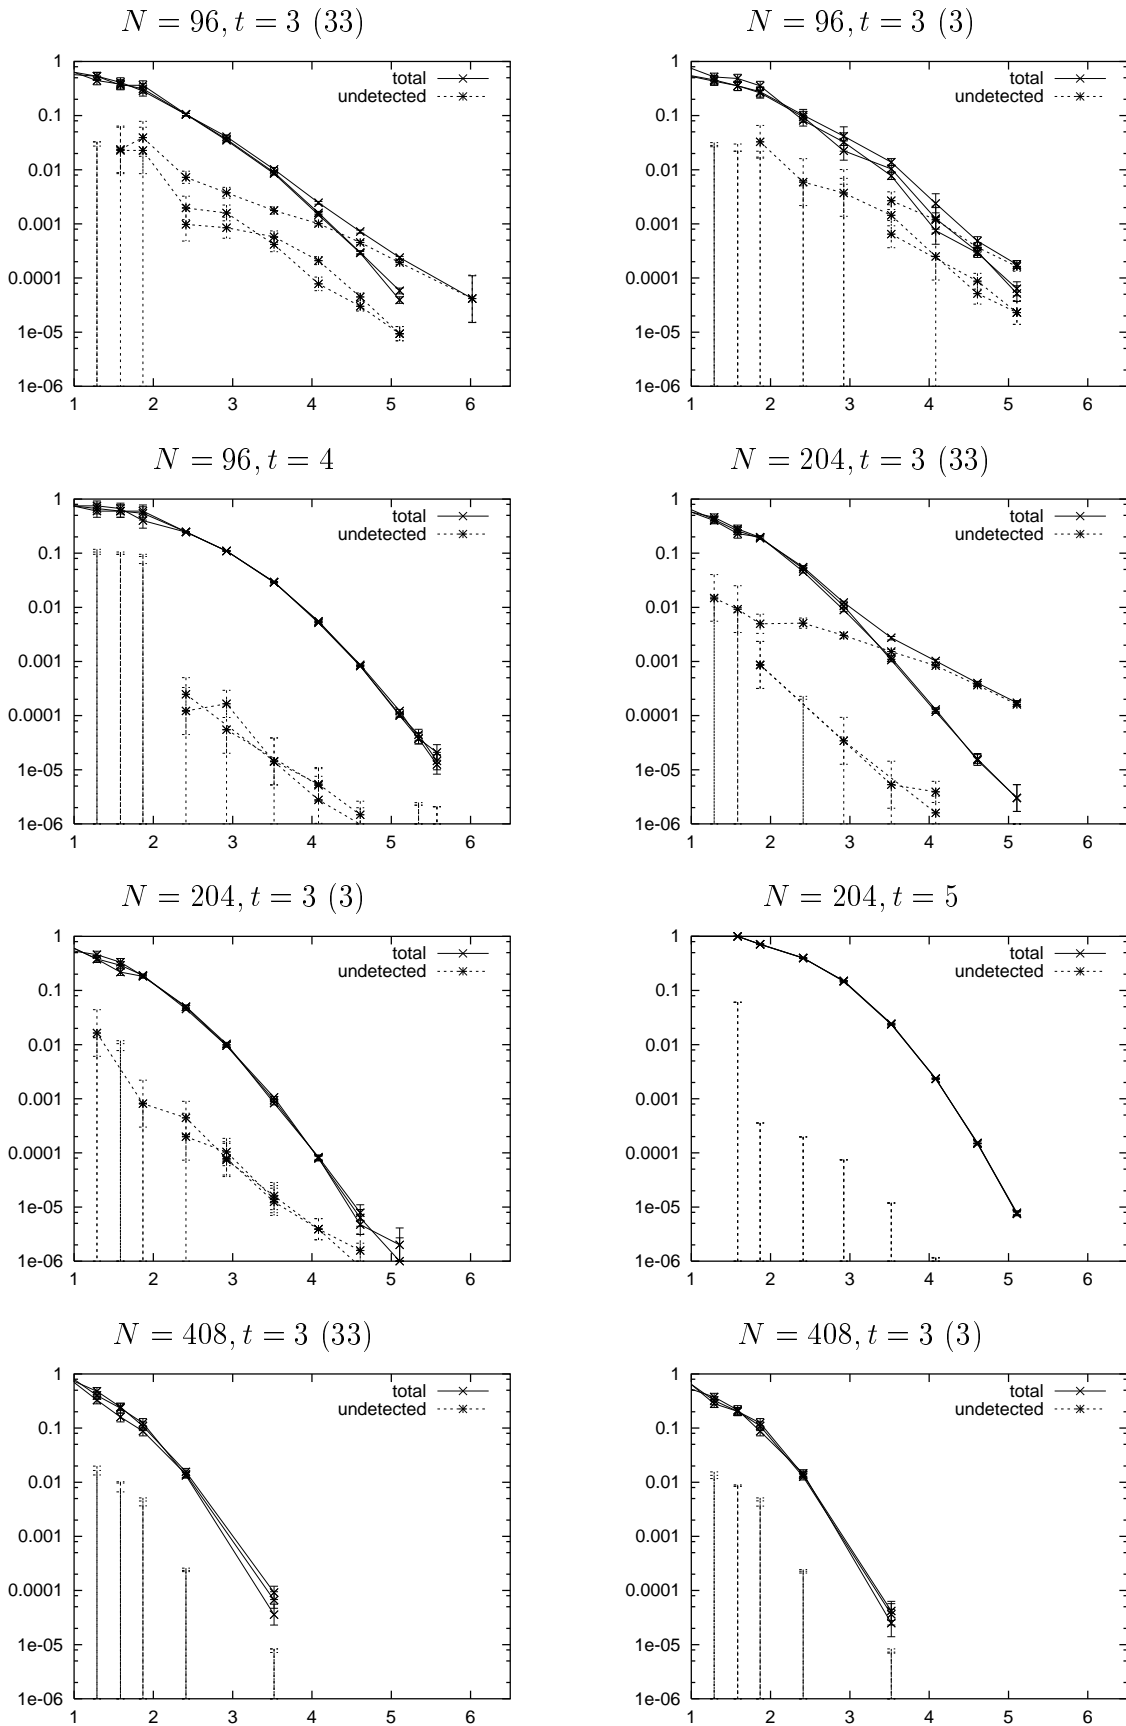 N = 96, t = 3 (33)
1
0.1
0.01
0.001
0.0001
1e-05
1e-06
1 2 3 4 5 6
total
undetected
N = 96, t = 3 (3)
1
0.1
0.01
0.001
0.0001
1e-05
1e-06
1 2 3 4 5 6
total
undetected
N = 96, t = 4
1
0.1
0.01
0.001
0.0001
1e-05
1e-06
1 2 3 4 5 6
total
undetected
N = 204, t = 3 (33)
1
0.1
0.01
0.001
0.0001
1e-05
1e-06
1 2 3 4 5 6
total
undetected
N = 204, t = 3 (3)
1
0.1
0.01
0.001
0.0001
1e-05
1e-06
1 2 3 4 5 6
total
undetected
N = 204, t = 5
1
0.1
0.01
0.001
0.0001
1e-05
1e-06
1 2 3 4 5 6
total
undetected
N = 408, t = 3 (33)
1
0.1
0.01
0.001
0.0001
1e-05
1e-06
1 2 3 4 5 6
total
undetected
N = 408, t = 3 (3)
1
0.1
0.01
0.001
0.0001
1e-05
1e-06
1 2 3 4 5 6
total
undetected